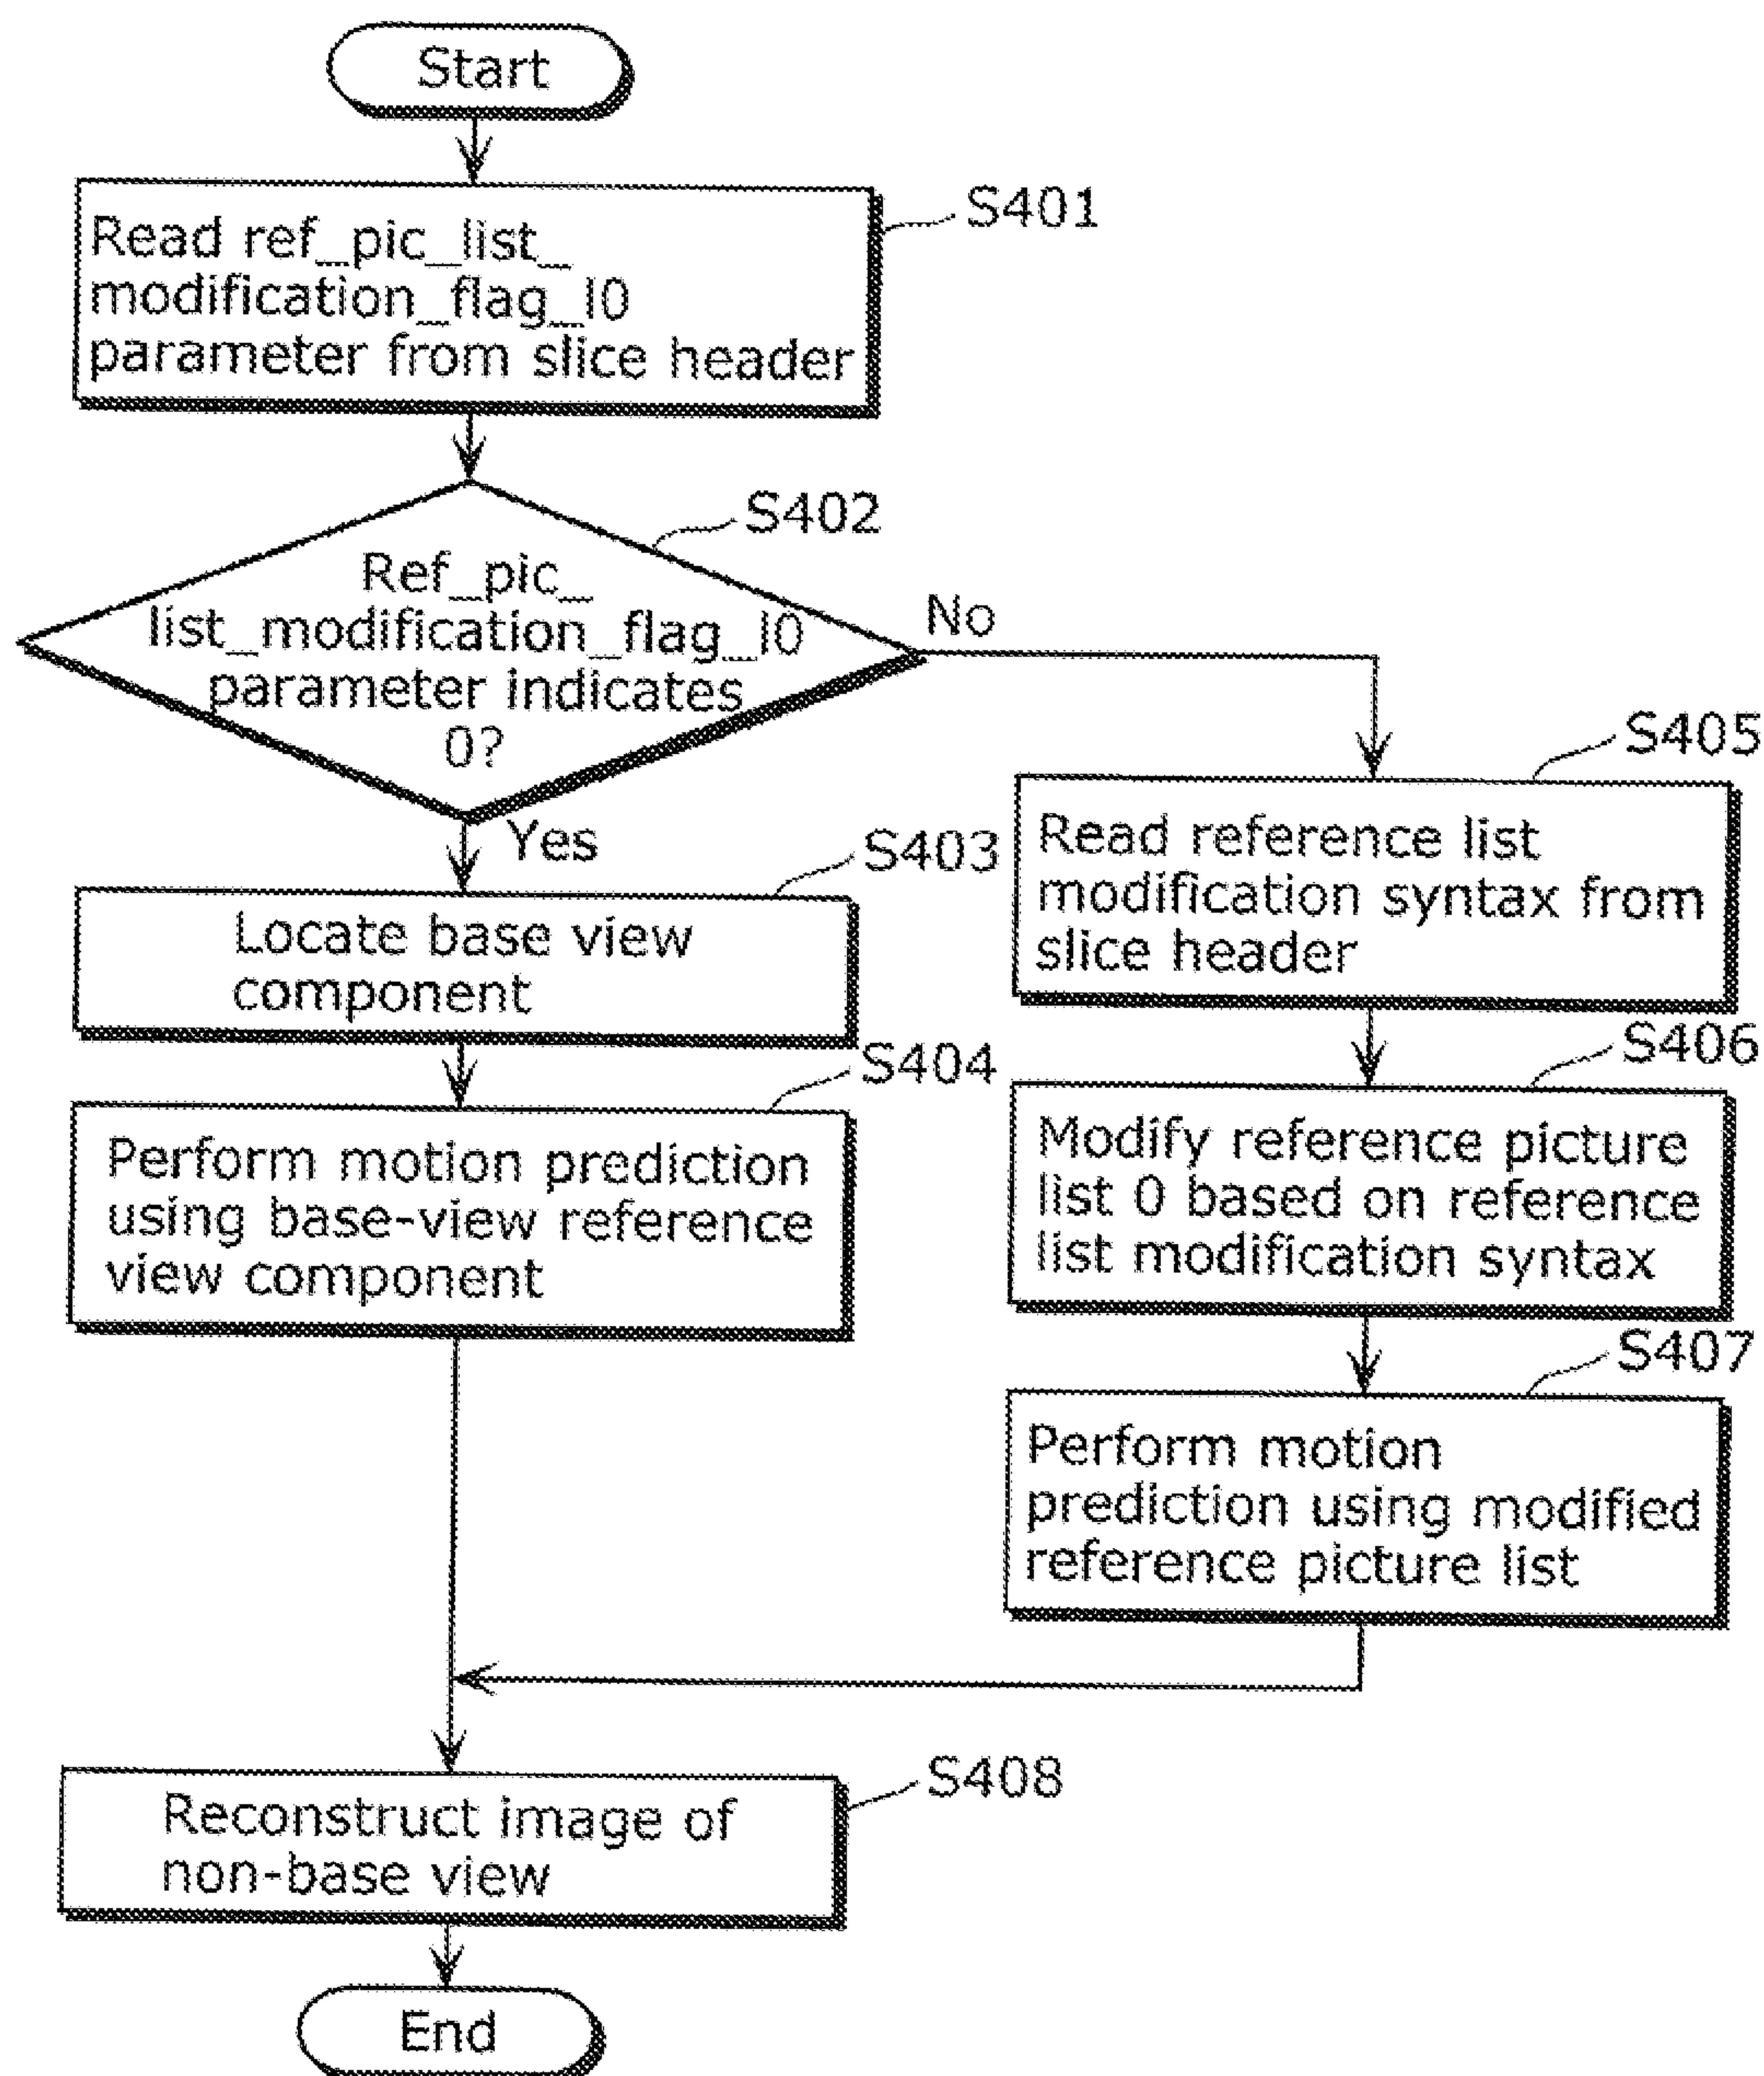 Start
S401
Read ref_pic_list_
modification_flag_l0
parameter from slice header
S402
Ref_pic_
list_modification_flag_l0
parameter indicates
0?
No
Yes
S403
Locate base view
component
S404
Perform motion prediction
using base-view reference
view component
S405
Read reference list
modification syntax from
slice header
S406
Modify reference picture
list 0 based on reference
list modification syntax
S407
Perform motion
prediction using modified
reference picture list
S408
Reconstruct image of
non-base view
End